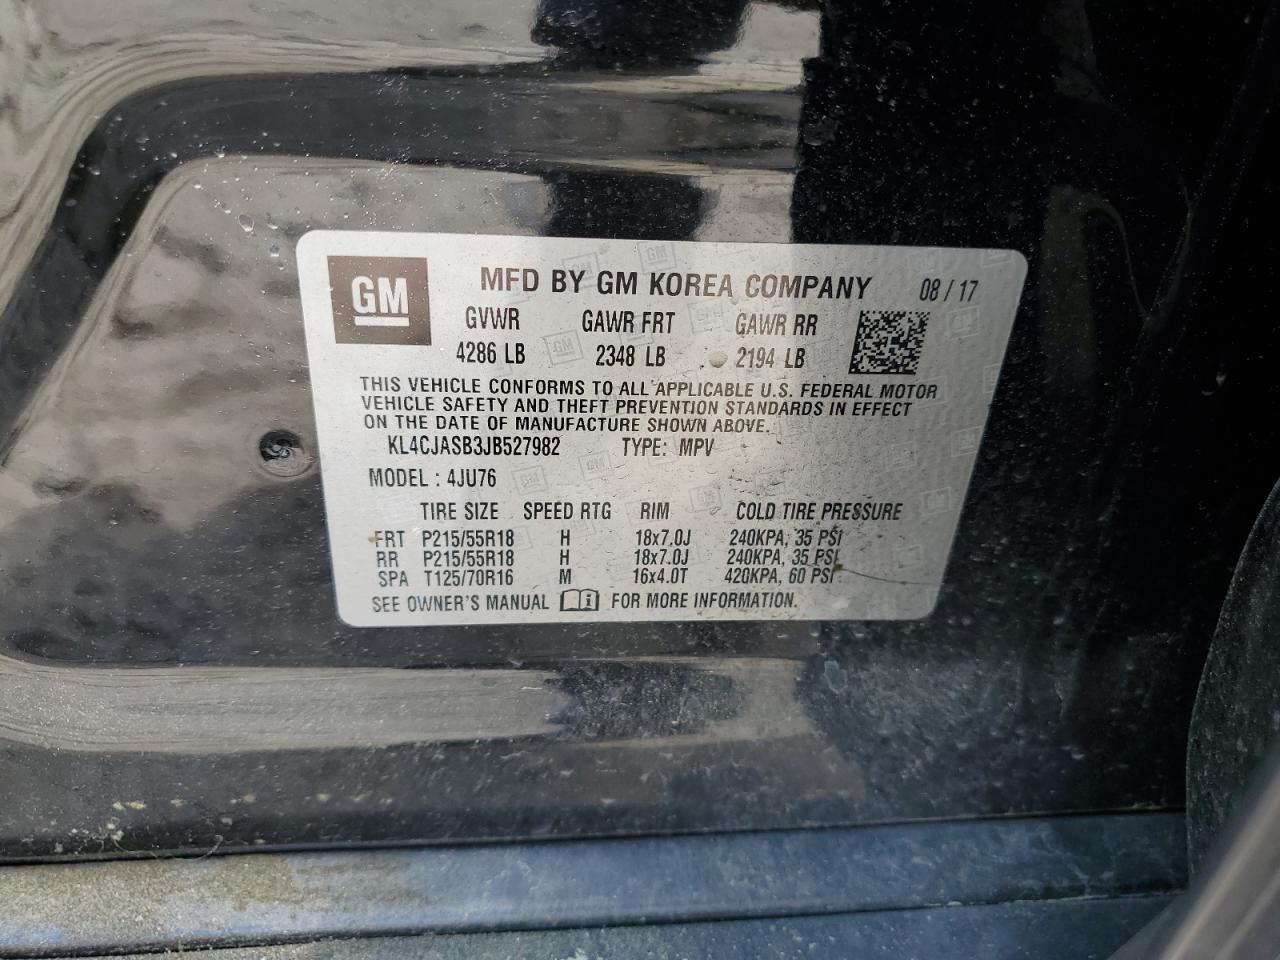 GM MFD BY GM KOREA COMPANY 08 / 17
GVWR GAWR FRT GAWR RR
4286 LB 2348 LB 2194 LB
THIS VEHICLE CONFORMS TO ALL APPLICABLE U.S. FEDERAL MOTOR
VEHICLE SAFETY AND THEFT PREVENTION STANDARDS IN EFFECT
ON THE DATE OF MANUFACTURE SHOWN ABOVE.
KL4CJASB3JB527982 TYPE: MPV
MODEL : 4JU76
TIRE SIZE SPEED RTG RIM COLD TIRE PRESSURE
FRT P215/55R18 H 18x7.0J 240KPA, 35 PSI
RR P215/55R18 H 18x7.0J 240KPA, 35 PSI
SPA T125/70R16 M 16x4.0T 420KPA, 60 PSI
SEE OWNER'S MANUAL i FOR MORE INFORMATION.